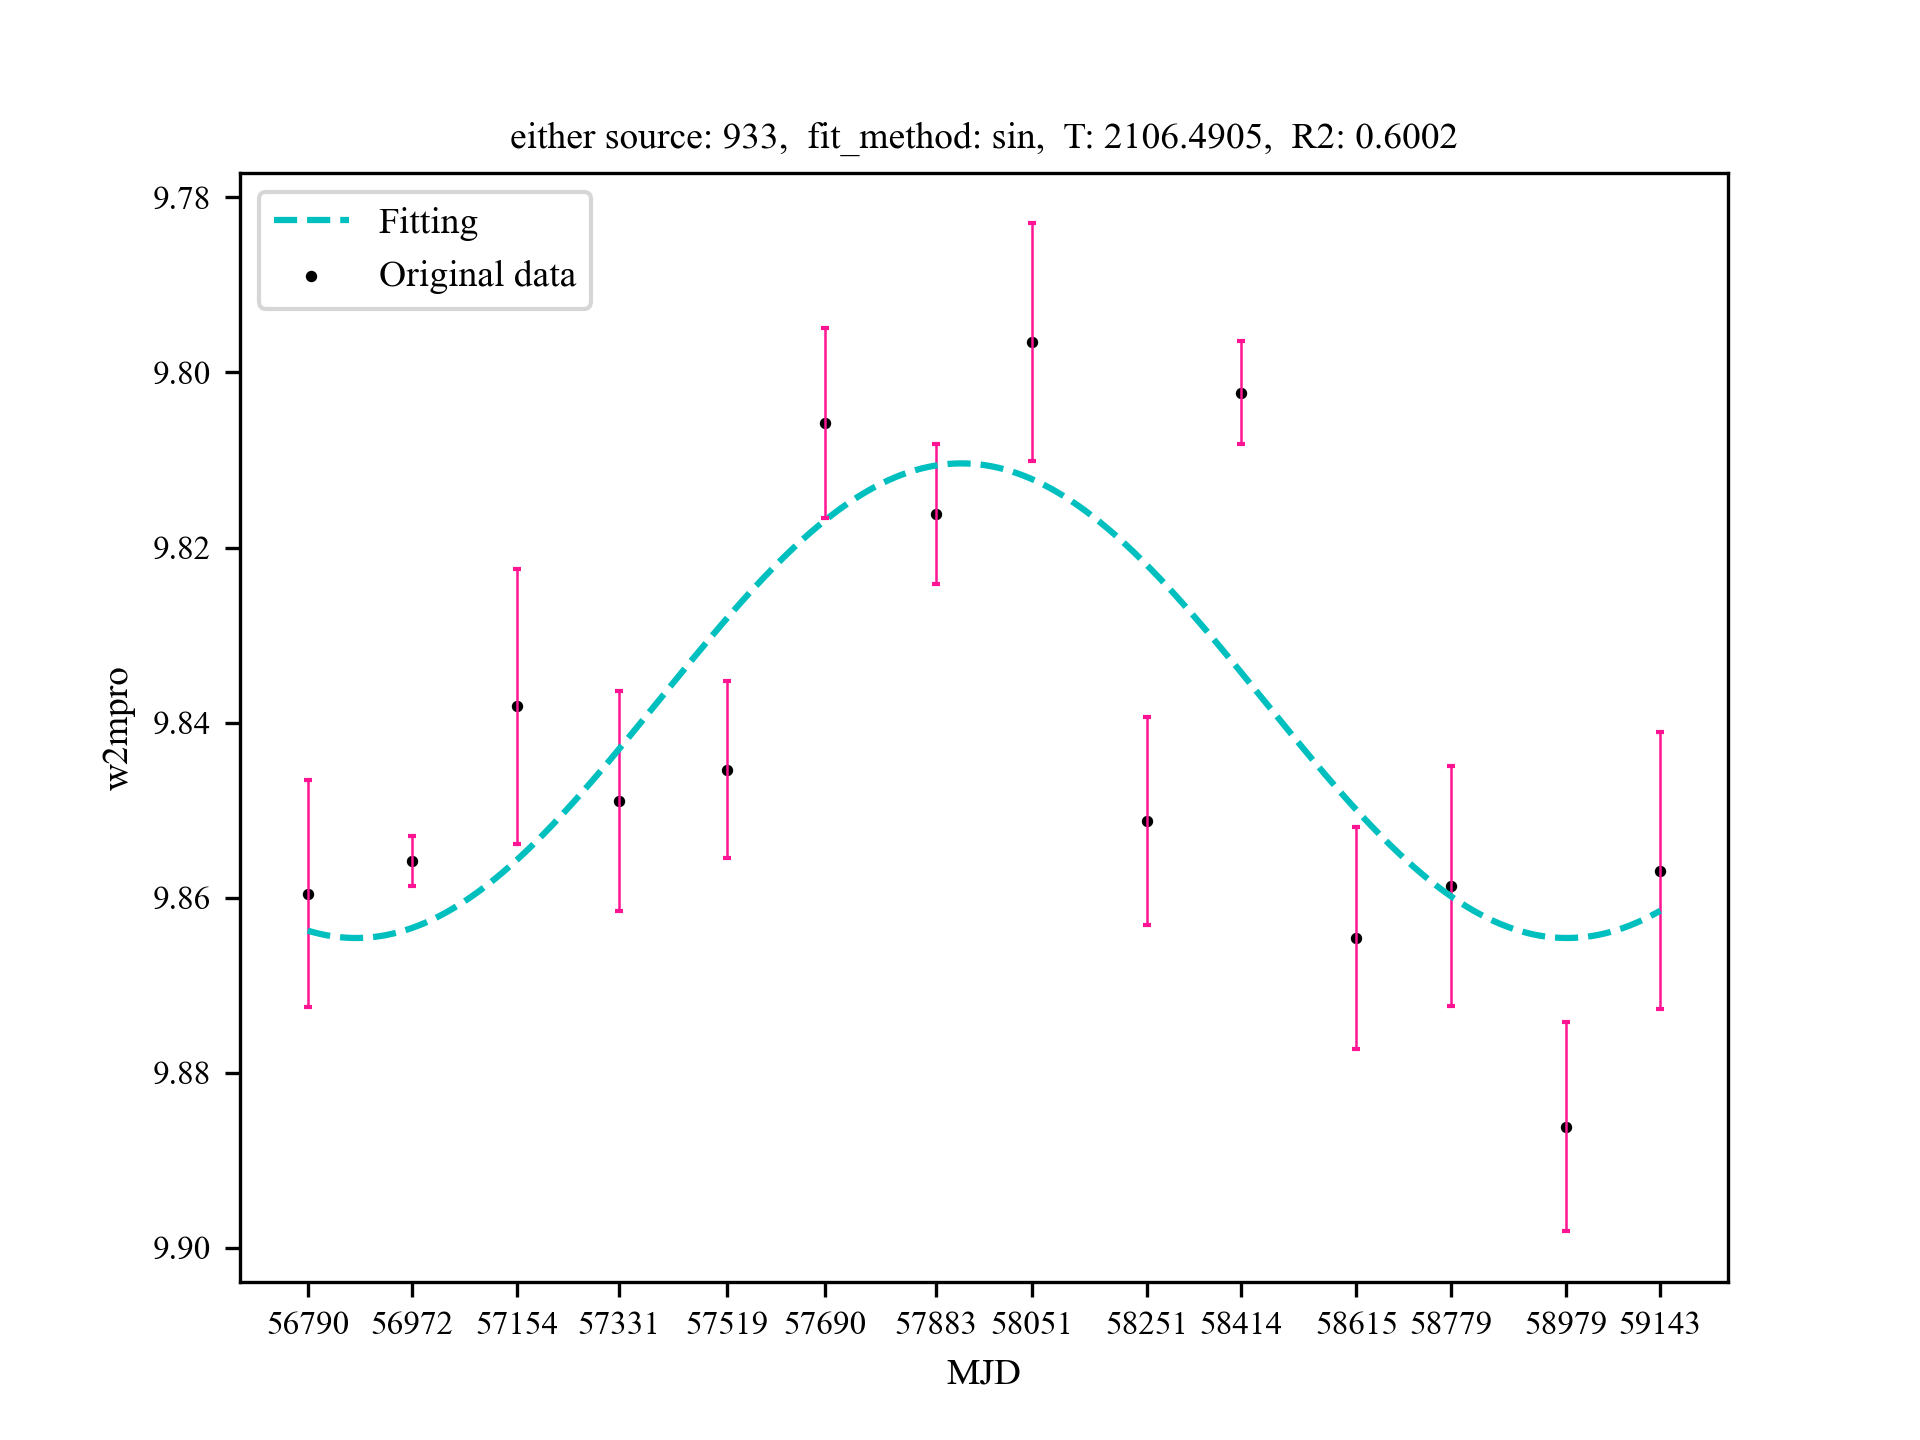 either source: 933,  fit_method: sin,  T: 2106.4905,  R2: 0.6002
Fitting
Original data
9.78
9.80
9.82
9.84
9.86
9.88
9.90
w2mpro
56790 56972 57154 57331 57519 57690 57883 58051 58251 58414 58615 58779 58979 59143
MJD